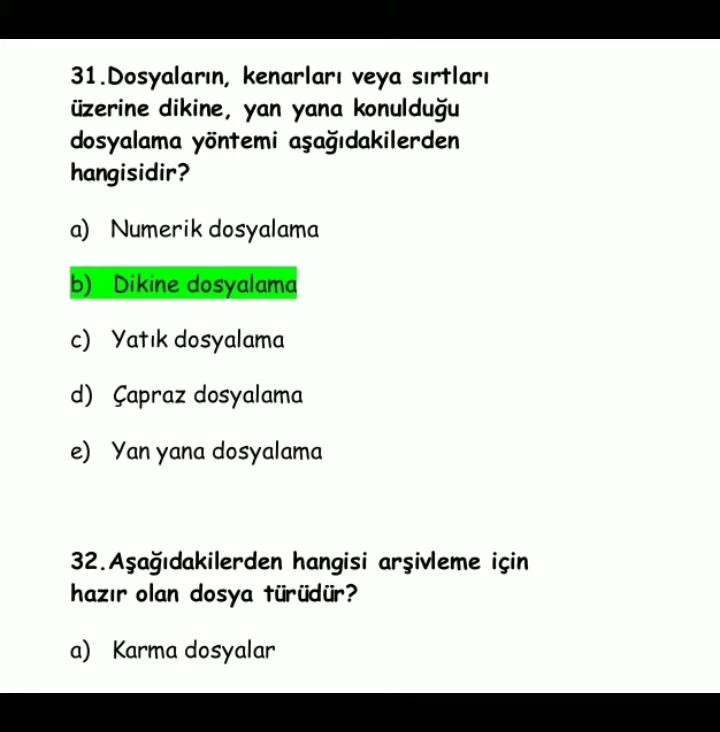 31.Dosyaların, kenarları veya sırtları
üzerine dikine, yan yana konulduğu
dosyalama yöntemi aşağıdakilerden
hangisidir?
a) Numerik dosyalama
b) Dikine dosyalama
c) Yatık dosyalama
d) Çapraz dosyalama
e) Yan yana dosyalama
32.Aşağıdakilerden hangisi arşivleme için
hazır olan dosya türüdür?
a) Karma dosyalar